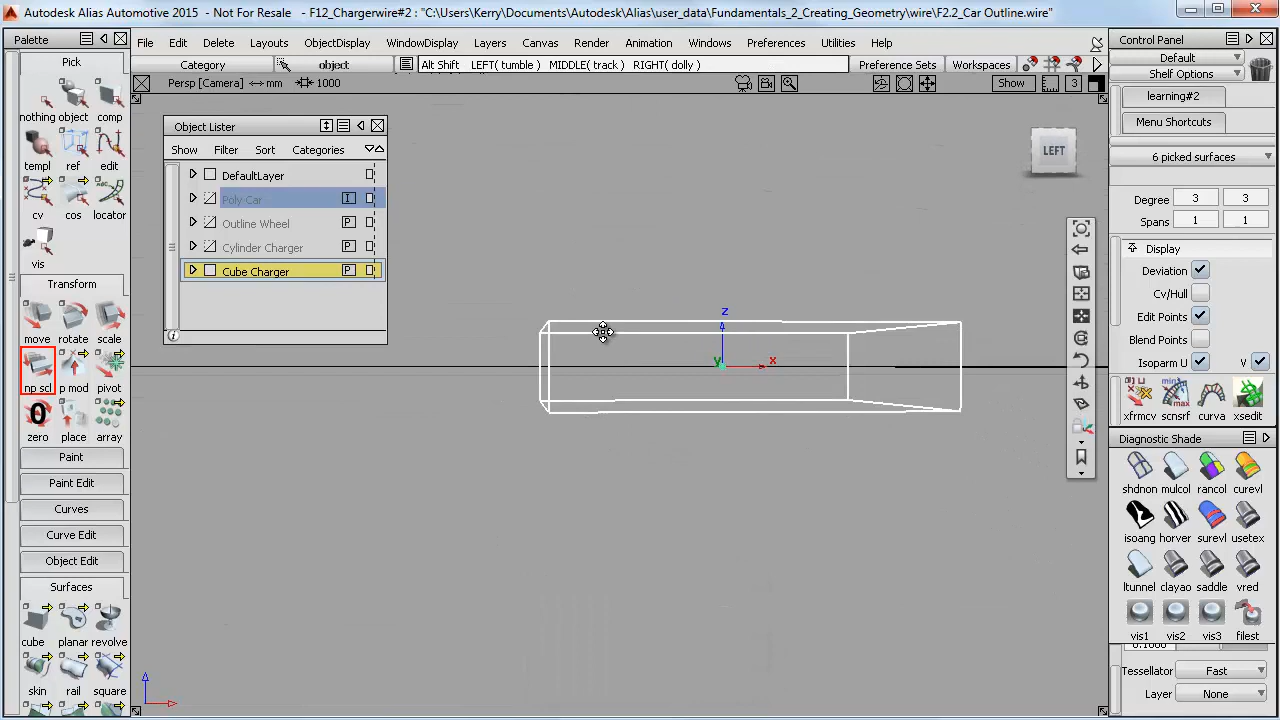 Autodesk Alias Automotive 2015 - Not For Resale - F12_Chargerwire#2 : "C:\Users\Kerry\Documents\Autodesk\Alias\user_data\Fundamentals_2_Creating_Geometry\wire\F2.2_Car Outline.wire"
Palette
File Edit Delete Layouts ObjectDisplay WindowDisplay Layers Canvas Render Animation Windows Preferences Utilities Help
Category object Alt Shift LEFT( tumble ) MIDDLE( track ) RIGHT( dolly ) Preference Sets Workspaces
Persp [Camera] mm 1000 Show 3
Pick
nothing object comp
templ ref edit
cv cos locator
vis
Transform
move rotate scale
np scl p mod pivot
0
zero place array
Paint
Paint Edit
Curves
Curve Edit
Object Edit
Surfaces
cube planar revolve
skin rail square
Object Lister
Show Filter Sort Categories
DefaultLayer
Poly Car I
Outline Wheel P
Cylinder Charger P
Cube Charger P
z
y
x
LEFT
Control Panel
Default
Shelf Options
learning#2
Menu Shortcuts
6 picked surfaces
Degree 3 3
Spans 1 1
Display
Deviation
Cv/Hull
Edit Points
Blend Points
Isoparm U V
xfrmcv scnsrf curva xsedit
Diagnostic Shade
shdnon mulcol rancol curevl
isoang horver surevl usetex
ltunnel clayao saddle vred
vis1 vis2 vis3 filest
Tessellator Fast
Layer None